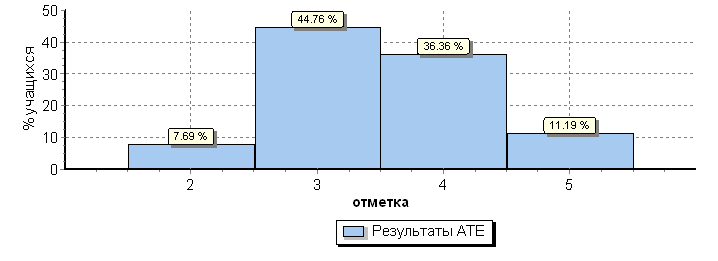 % учащихся
50
40
30
20
10
0
7.69 %
44.76 %
36.36 %
11.19 %
2 3 4 5
отметка
Результаты АТЕ